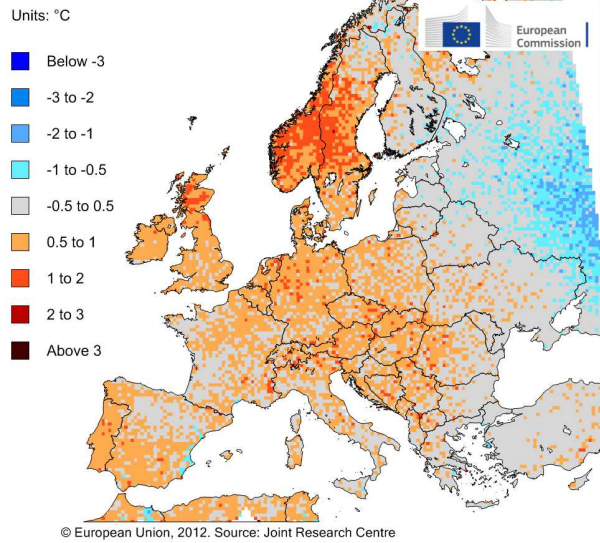 Units: °C
Below -3
-3 to -2
-2 to -1
-1 to -0.5
-0.5 to 0.5
0.5 to 1
1 to 2
2 to 3
Above 3
European
Commission
© European Union, 2012. Source: Joint Research Centre